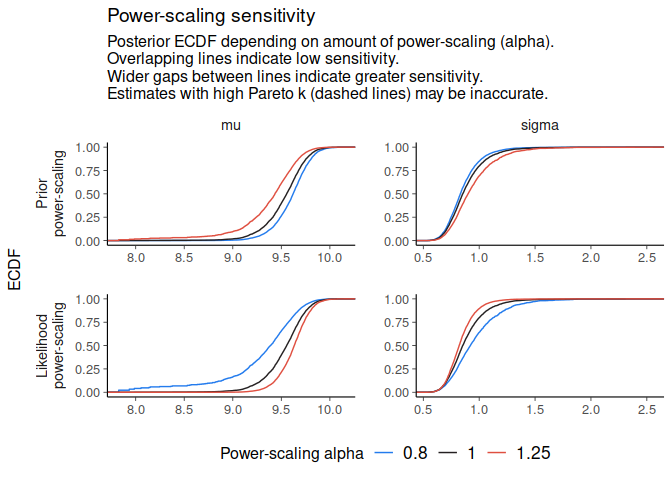 Power-scaling sensitivity
Posterior ECDF depending on amount of power-scaling (alpha).
Overlapping lines indicate low sensitivity.
Wider gaps between lines indicate greater sensitivity.
Estimates with high Pareto k (dashed lines) may be inaccurate.
mu
sigma
ECDF
Prior
power-scaling
1.00
0.75
0.50
0.25
0.00
8.0 8.5 9.0 9.5 10.0
1.00
0.75
0.50
0.25
0.00
0.5 1.0 1.5 2.0 2.5
Likelihood
power-scaling
1.00
0.75
0.50
0.25
0.00
8.0 8.5 9.0 9.5 10.0
1.00
0.75
0.50
0.25
0.00
0.5 1.0 1.5 2.0 2.5
Power-scaling alpha 0.8 1 1.25